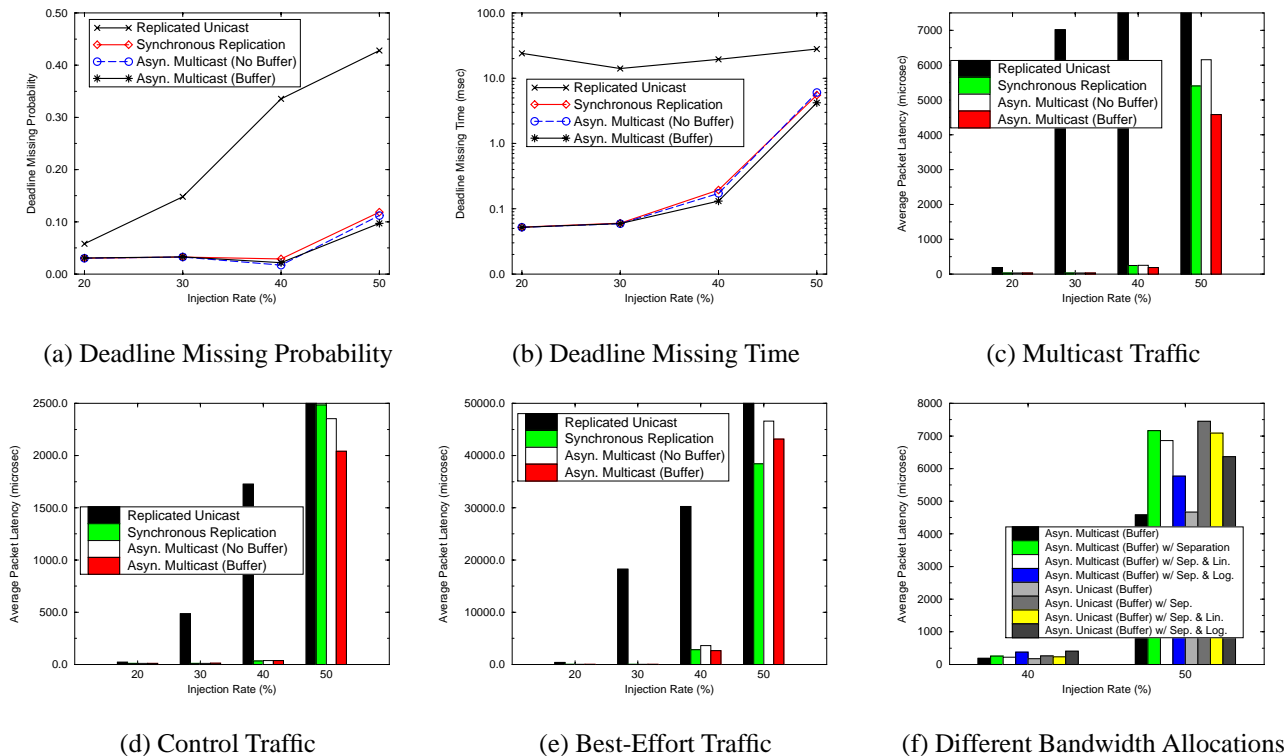 0.50
0.40
0.30
0.20
0.10
0.00
Deadline Missing Probability
Replicated Unicast
Synchronous Replication
Asyn. Multicast (No Buffer)
Asyn. Multicast (Buffer)
20 30 40 50
Injection Rate (%)
(a) Deadline Missing Probability
100.0
10.0
1.0
0.1
0.0
Deadline Missing Time (msec)
Replicated Unicast
Synchronous Replication
Asyn. Multicast (No Buffer)
Asyn. Multicast (Buffer)
20 30 40 50
Injection Rate (%)
(b) Deadline Missing Time
7000
6000
5000
4000
3000
2000
1000
0
Average Packet Latency (microsec)
Replicated Unicast
Synchronous Replication
Asyn. Multicast (No Buffer)
Asyn. Multicast (Buffer)
20 30 40 50
Injection Rate (%)
(c) Multicast Traffic
2500.0
2000.0
1500.0
1000.0
500.0
0.0
Average Packet Latency (microsec)
Replicated Unicast
Synchronous Replication
Asyn. Multicast (No Buffer)
Asyn. Multicast (Buffer)
20 30 40 50
Injection Rate (%)
(d) Control Traffic
50000.0
40000.0
30000.0
20000.0
10000.0
0.0
Average Packet Latency (microsec)
Replicated Unicast
Synchronous Replication
Asyn. Multicast (No Buffer)
Asyn. Multicast (Buffer)
20 30 40 50
Injection Rate (%)
(e) Best-Effort Traffic
8000
7000
6000
5000
4000
3000
2000
1000
0
Average Packet Latency (microsec)
Asyn. Multicast (Buffer)
Asyn. Multicast (Buffer) w/ Separation
Asyn. Multicast (Buffer) w/ Sep. & Lin.
Asyn. Multicast (Buffer) w/ Sep. & Log.
Asyn. Unicast (Buffer)
Asyn. Unicast (Buffer) w/ Sep.
Asyn. Unicast (Buffer) w/ Sep. & Lin.
Asyn. Unicast (Buffer) w/ Sep. & Log.
40 50
Injection Rate (%)
(f) Different Bandwidth Allocations